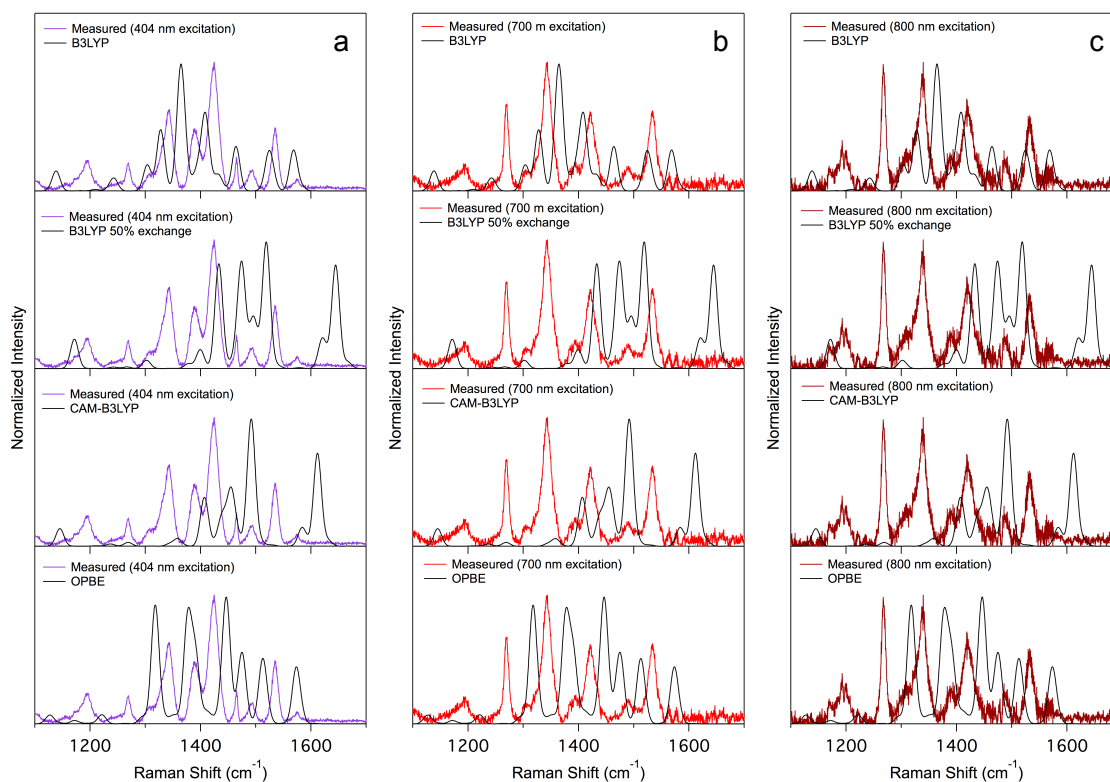 a
Measured (404 nm excitation)
B3LYP
Measured (404 nm excitation)
B3LYP 50% exchange
Measured (404 nm excitation)
CAM-B3LYP
Measured (404 nm excitation)
OPBE
Normalized Intensity
1200 1400 1600
Raman Shift (cm⁻¹)
b
Measured (700 m excitation)
B3LYP
Measured (700 m excitation)
B3LYP 50% exchange
Measured (700 nm excitation)
CAM-B3LYP
Measeured (700 nm excitation)
OPBE
Normalized Intensity
1200 1400 1600
Raman Shift (cm⁻¹)
c
Measured (800 nm excitation)
B3LYP
Measured (800 nm excitation)
B3LYP 50% exchange
Measured (800 nm excitation)
CAM-B3LYP
Measured (800 nm excitation)
OPBE
Normalized Intensity
1200 1400 1600
Raman Shift (cm⁻¹)